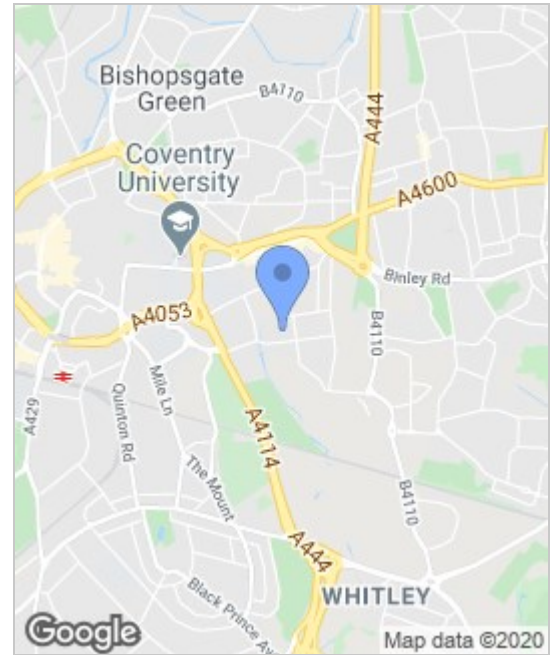 Bishopsgate
Green
B4110
A444
Coventry
University
A4600
Binley Rd
A4053
B4110
A429
Quinton Rd
Mile Ln
A4114
The Mount
B4110
A444
WHITLEY
Black Prince Av
Google
Map data ©2020